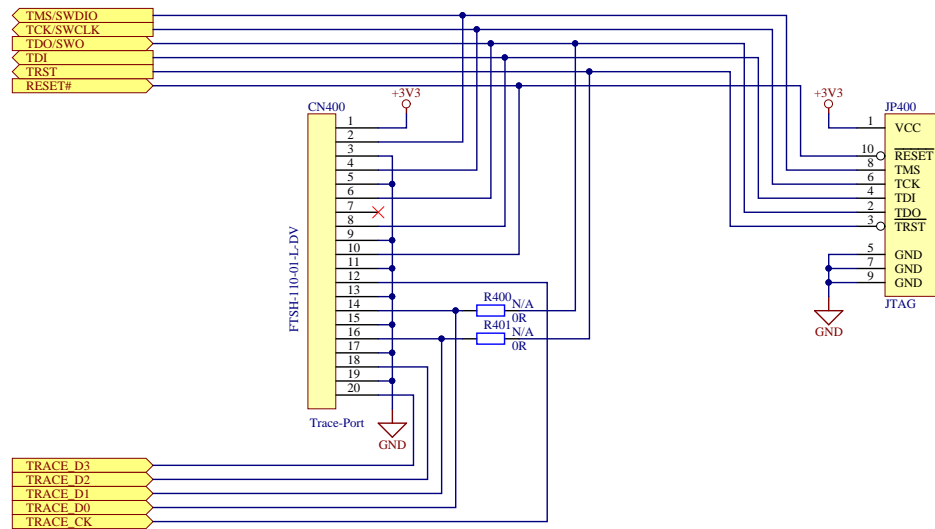 TMS/SWDIO
TCK/SWCLK
TDO/SWO
TDI
TRST
RESET#
+3V3
CN400
1
2
3
4
5
6
7
8
9
10
11
12
13
14
15
16
17
18
19
20
FTSH-110-01-L-DV
Trace-Port
GND
R400
N/A
0R
R401
N/A
0R
+3V3
JP400
1 VCC
10 RESET
8 TMS
6 TCK
4 TDI
2 TDO
3 TRST
5 GND
7 GND
9 GND
JTAG
GND
TRACE_D3
TRACE_D2
TRACE_D1
TRACE_D0
TRACE_CK